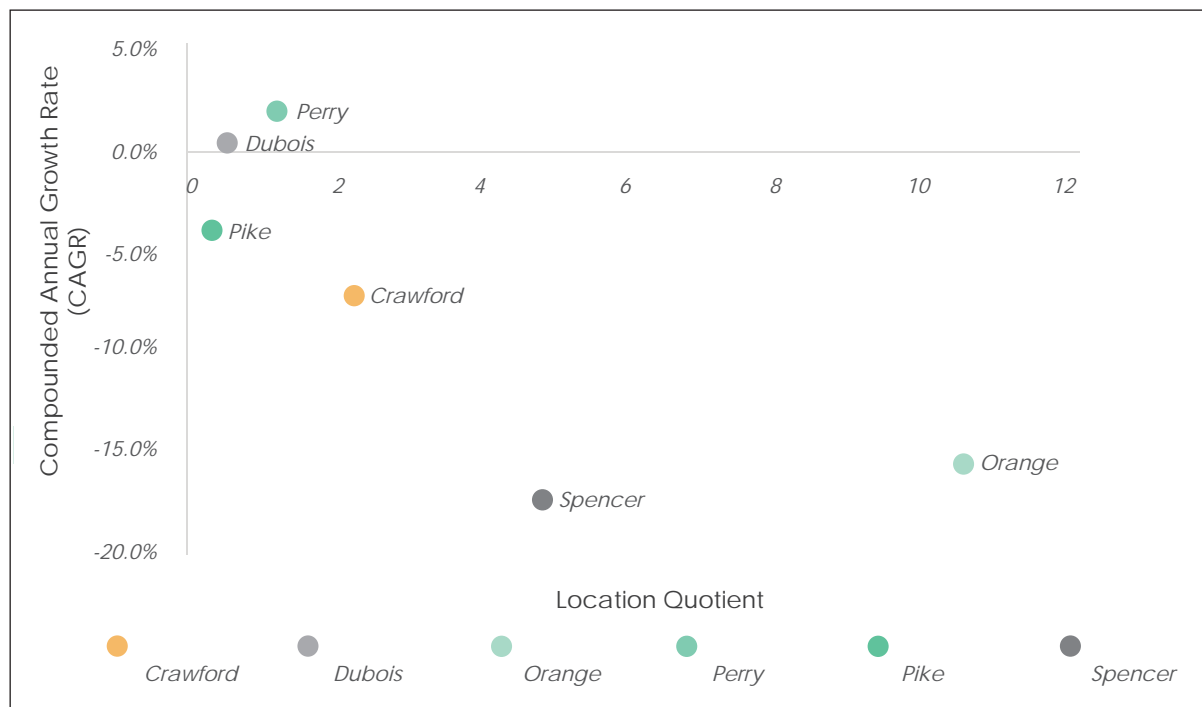 5.0%
Perry
Dubois
0.0%
0 2 4 6 8 10 12
Pike
-5.0%
Crawford
-10.0%
-15.0%
Orange
Spencer
-20.0%
Compounded Annual Growth Rate
(CAGR)
Location Quotient
Crawford Dubois Orange Perry Pike Spencer